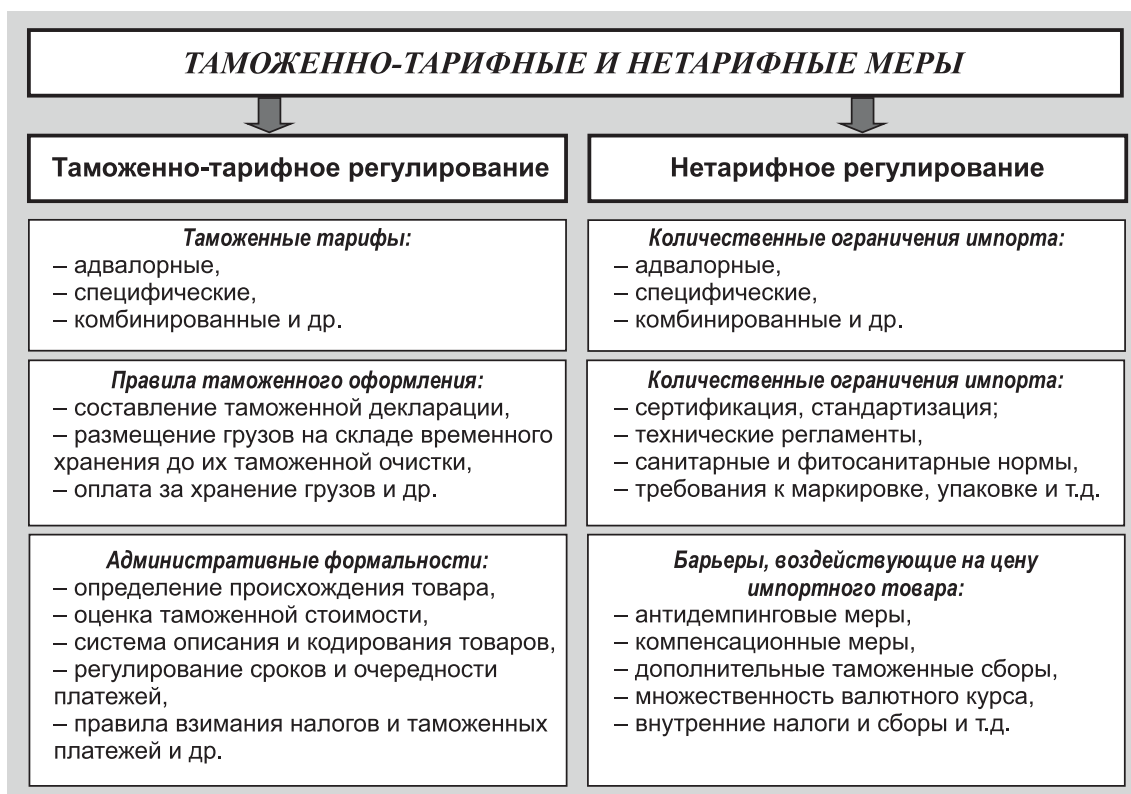 ТАМОЖЕННО-ТАРИФНЫЕ И НЕТАРИФНЫЕ МЕРЫ
Таможенно-тарифное регулирование
Таможенные тарифы:
– адвалорные,
– специфические,
– комбинированные и др.
Правила таможенного оформления:
– составление таможенной декларации,
– размещение грузов на складе временного
хранения до их таможенной очистки,
– оплата за хранение грузов и др.
Административные формальности:
– определение происхождения товара,
– оценка таможенной стоимости,
– система описания и кодирования товаров,
– регулирование сроков и очередности
платежей,
– правила взимания налогов и таможенных
платежей и др.
Нетарифное регулирование
Количественные ограничения импорта:
– адвалорные,
– специфические,
– комбинированные и др.
Количественные ограничения импорта:
– сертификация, стандартизация;
– технические регламенты,
– санитарные и фитосанитарные нормы,
– требования к маркировке, упаковке и т.д.
Барьеры, воздействующие на цену
импортного товара:
– антидемпинговые меры,
– компенсационные меры,
– дополнительные таможенные сборы,
– множественность валютного курса,
– внутренние налоги и сборы и т.д.